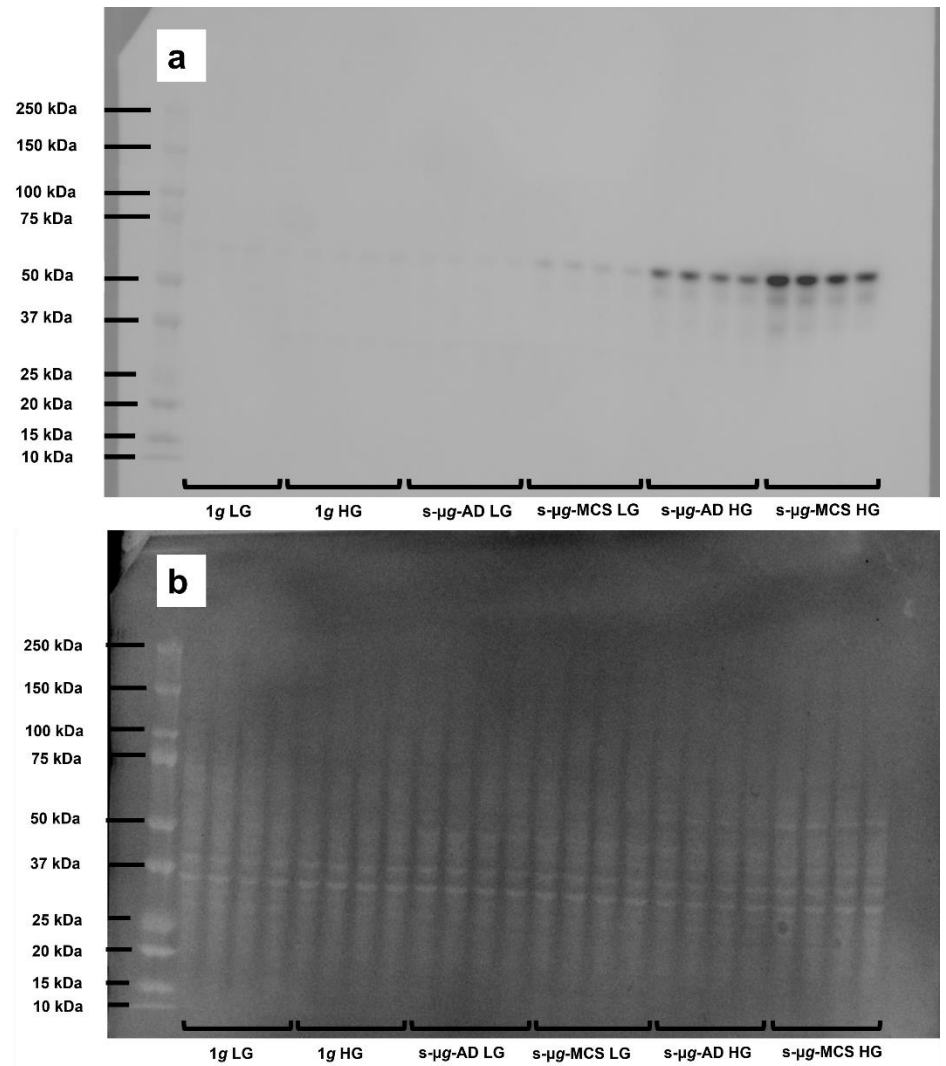 a
250 kDa
150 kDa
100 kDa
75 kDa
50 kDa
37 kDa
25 kDa
20 kDa
15 kDa
10 kDa
1g LG 1g HG s-μg-AD LG s-μg-MCS LG s-μg-AD HG s-μg-MCS HG
b
250 kDa
150 kDa
100 kDa
75 kDa
50 kDa
37 kDa
25 kDa
20 kDa
15 kDa
10 kDa
1g LG 1g HG s-μg-AD LG s-μg-MCS LG s-μg-AD HG s-μg-MCS HG